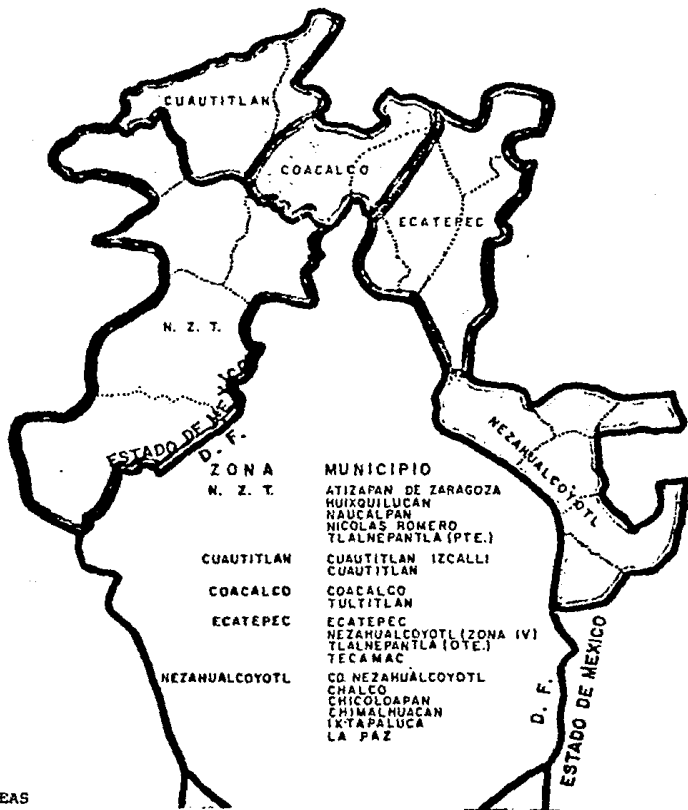 CUAUTITLAN
COACALCO
ECATEPEC
N. Z. T.
NEZAHUALCOYOTL
ESTADO DE MEXICO
D. F.
ZONA MUNICIPIO
N. Z. T. ATIZAPAN DE ZARAGOZA
HUIXQUILUCAN
NAUCALPAN
NICOLAS ROMERO
TLALNEPANTLA (PTE.)
CUAUTITLAN CUAUTITLAN IZCALLI
CUAUTITLAN
COACALCO COACALCO
TULTITLAN
ECATEPEC ECATEPEC
NEZAHUALCOYOTL (ZONA IV)
TLALNEPANTLA (OTE.)
TECAMAC
NEZAHUALCOYOTL CD. NEZAHUALCOYOTL
CHALCO
CHICOLOAPAN
CHIMALHUACAN
IXTAPALUCA
LA PAZ
D. F.
ESTADO DE MEXICO
EAS